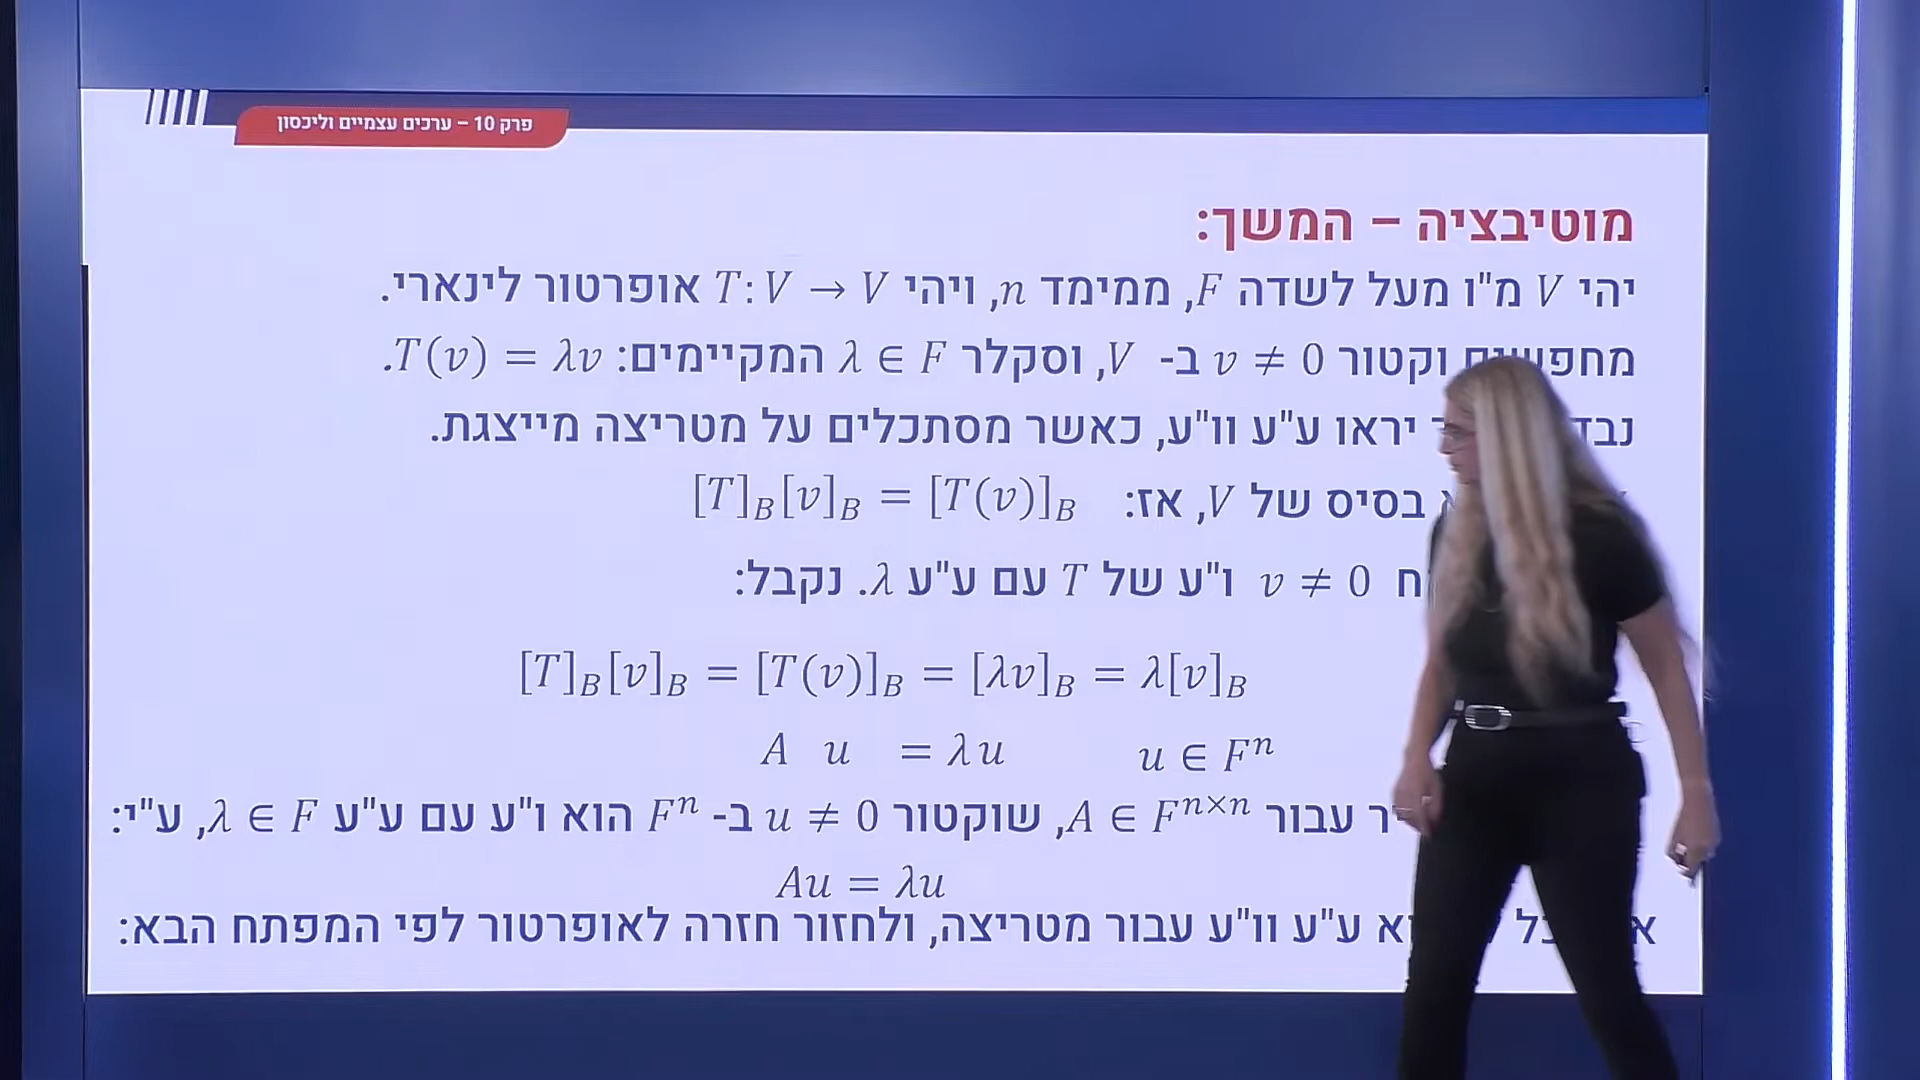 פרק 10 – ערכים עצמיים וליכסון
מוטיבציה – המשך:
יהי V מ"ו מעל לשדה F, ממימד n, ויהי T: V → V אופרטור לינארי.
מחפשים וקטור v ≠ 0 ב- V, וסקלר λ ∈ F המקיימים: T(v) = λv.
יראו ע"ע וו"ע, כאשר מסתכלים על מטריצה מייצגת.
בסיס של V, אז: [T]_B[v]_B = [T(v)]_B
v ≠ 0 ו"ע של T עם ע"ע λ. נקבל:
[T]_B[v]_B = [T(v)]_B = [λv]_B = λ[v]_B
A u = λu u ∈ Fⁿ
עבור A ∈ Fⁿˣⁿ, שוקטור u ≠ 0 ב- Fⁿ הוא ו"ע עם ע"ע λ ∈ F, ע"י:
Au = λu
ע"ע וו"ע עבור מטריצה, ולחזור חזרה לאופרטור לפי המפתח הבא: